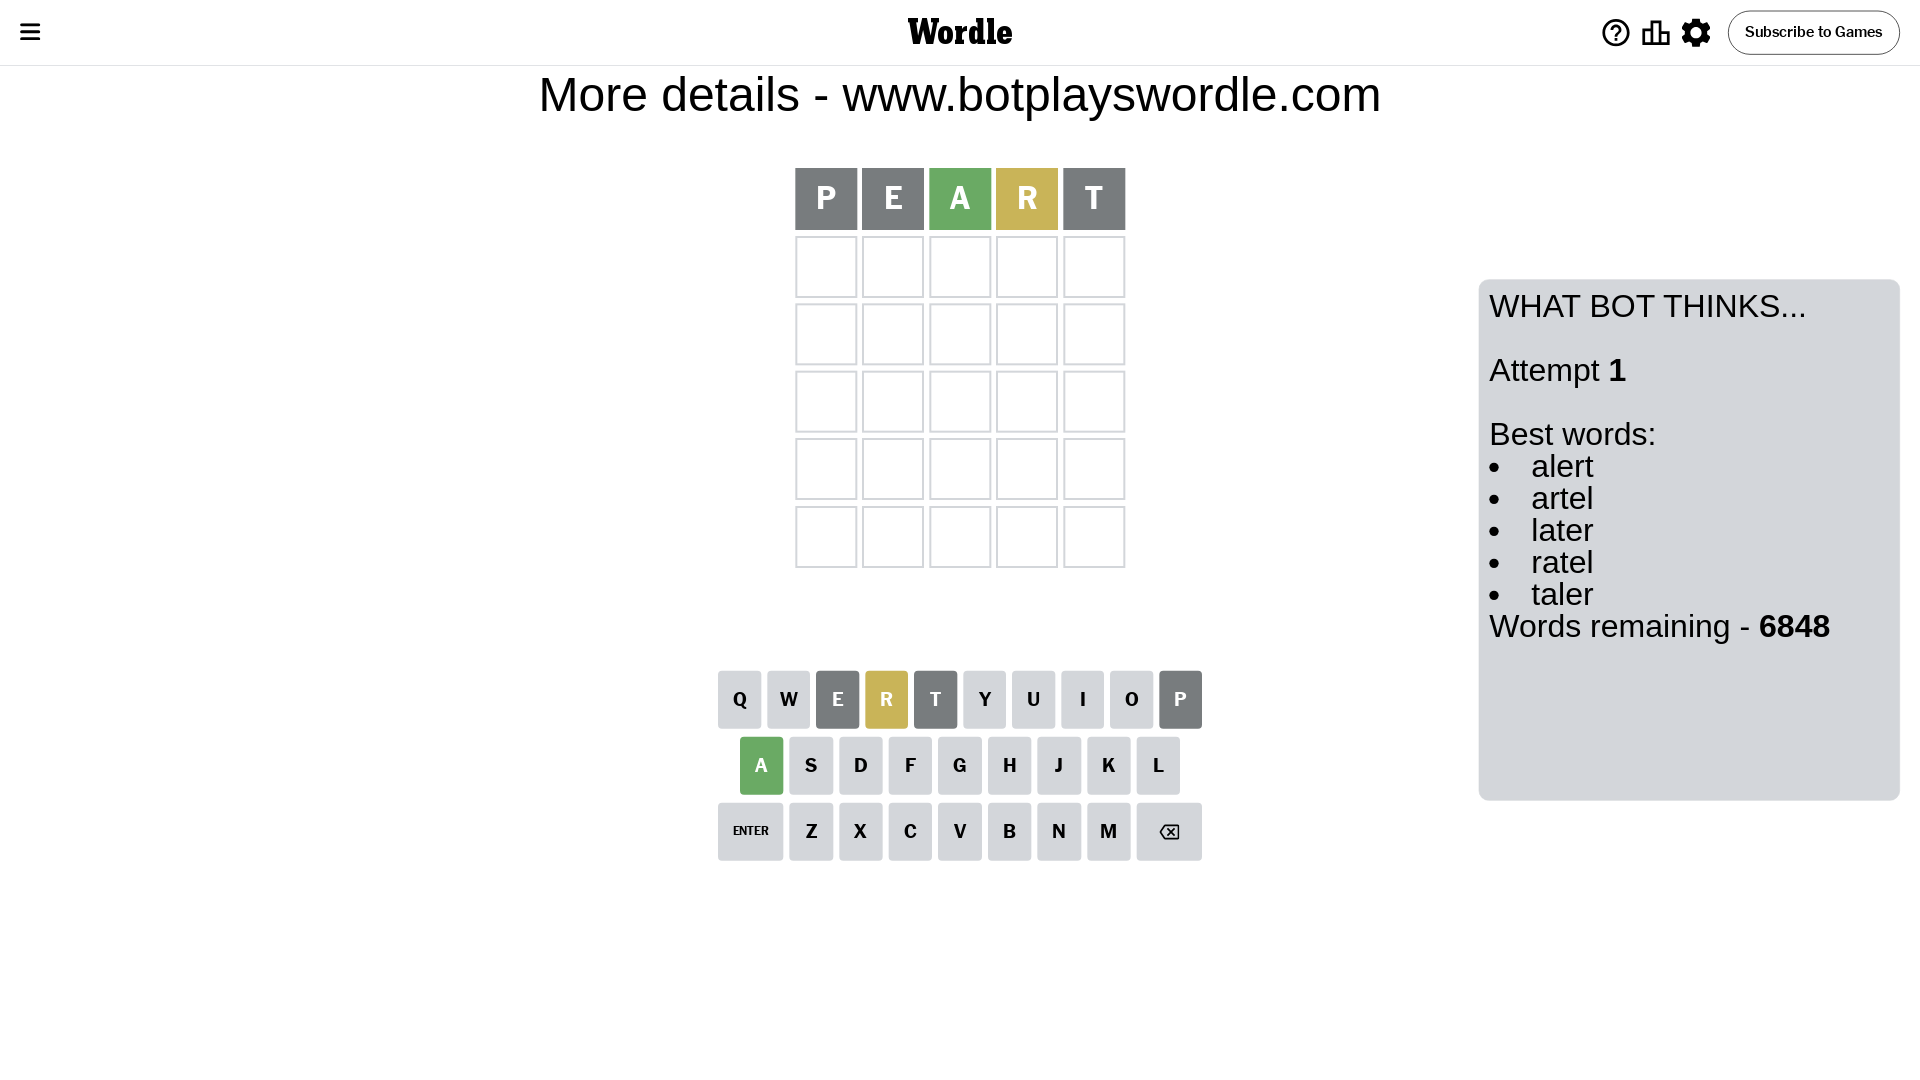 Wordle
Subscribe to Games
More details - www.botplayswordle.com
P E A R T
WHAT BOT THINKS...
Attempt 1
Best words:
• alert
• artel
• later
• ratel
• taler
Words remaining - 6848
Q W E R T Y U I O P
A S D F G H J K L
ENTER Z X C V B N M